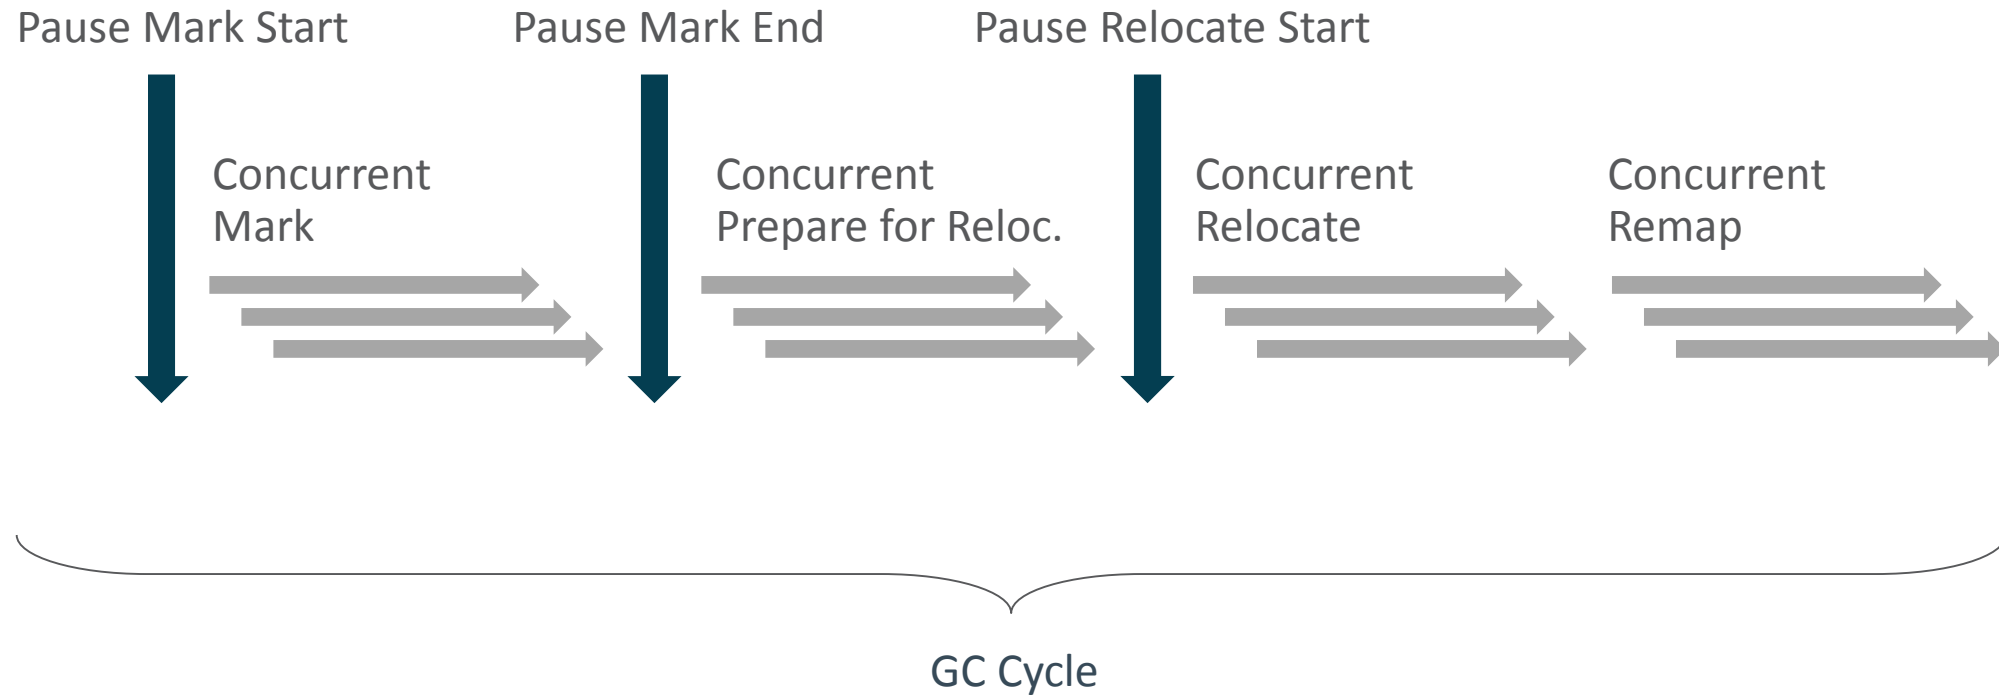 Pause Mark Start
Pause Mark End
Pause Relocate Start
Concurrent
Mark
Concurrent
Prepare for Reloc.
Concurrent
Relocate
Concurrent
Remap
GC Cycle